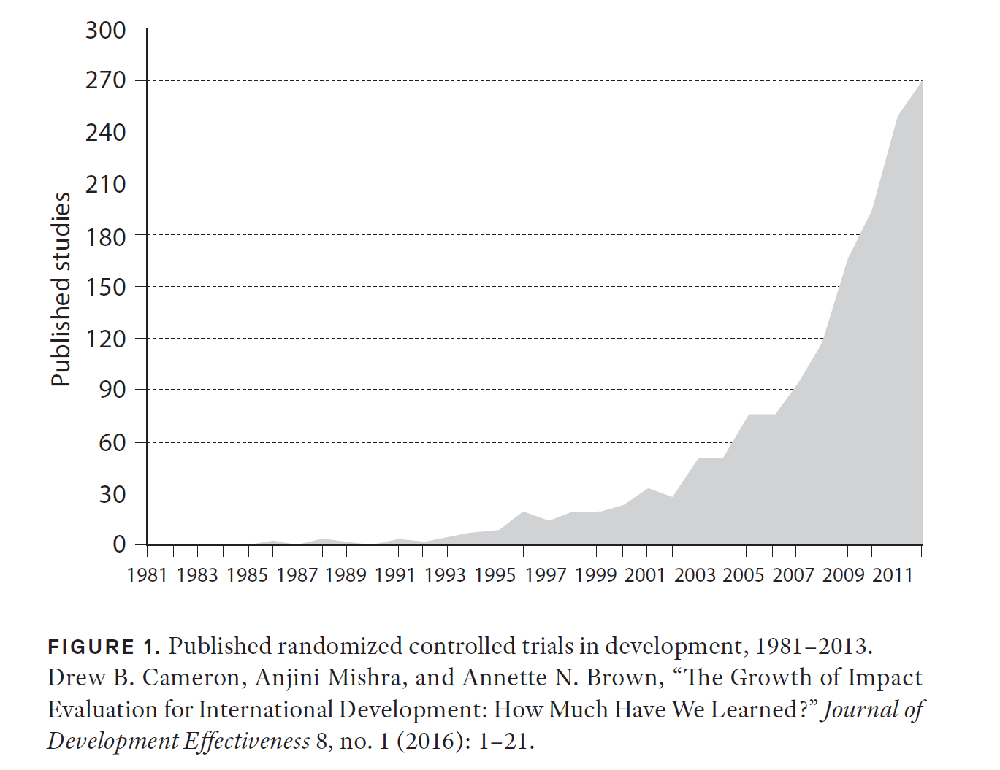 300
270
240
210
180
150
120
90
60
30
0
Published studies
1981 1983 1985 1987 1989 1991 1993 1995 1997 1999 2001 2003 2005 2007 2009 2011
FIGURE 1. Published randomized controlled trials in development, 1981–2013.
Drew B. Cameron, Anjini Mishra, and Annette N. Brown, “The Growth of Impact
Evaluation for International Development: How Much Have We Learned?” Journal of
Development Effectiveness 8, no. 1 (2016): 1–21.